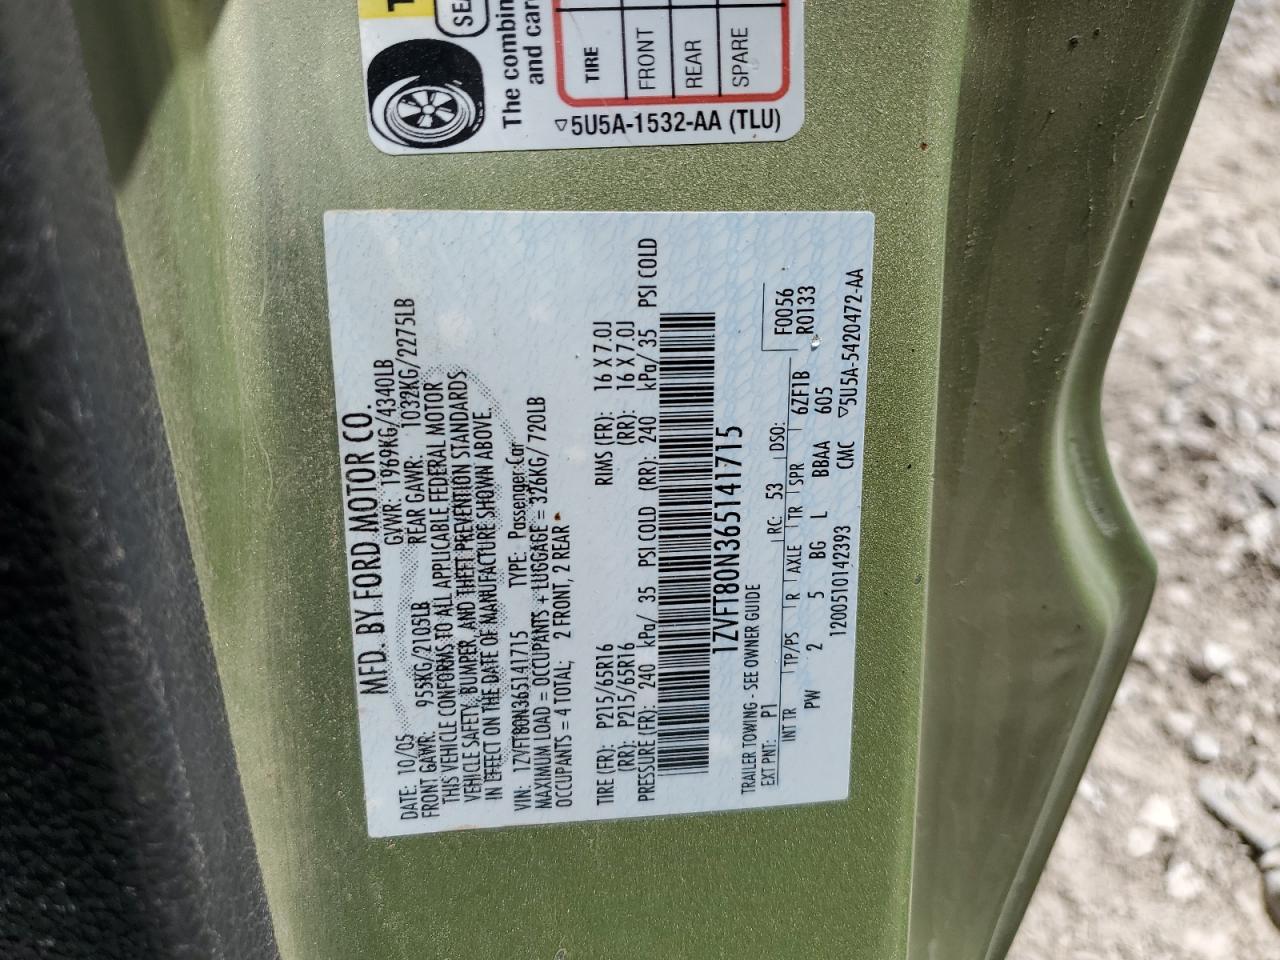 T
SEA
The combin
and carg
TIRE
FRONT
REAR
SPARE
▽5U5A-1532-AA (TLU)
MFD. BY FORD MOTOR CO.
DATE: 10/05 GVWR: 1969KG/4340LB
FRONT GAWR: 955KG/2105LB REAR GAWR: 1032KG/2275LB
THIS VEHICLE CONFORMS TO ALL APPLICABLE FEDERAL MOTOR
VEHICLE SAFETY, BUMPER, AND THEFT PREVENTION STANDARDS
IN EFFECT ON THE DATE OF MANUFACTURE SHOWN ABOVE.
VIN: 1ZVFT80N365141715 TYPE: Passenger Car
MAXIMUM LOAD = OCCUPANTS + LUGGAGE = 326KG/720LB
OCCUPANTS = 4 TOTAL; 2 FRONT, 2 REAR
TIRE (FR): P215/65R16 RIMS (FR): 16 X 7.0J
(RR): P215/65R16 (RR): 16 X 7.0J
PRESSURE (FR): 240 kPa/ 35 PSI COLD (RR): 240 kPa/ 35 PSI COLD
1ZVFT80N365141715
TRAILER TOWING - SEE OWNER GUIDE
F0056
EXT PNT: P1 RC: 53 DSO: R0133
INT TR TP/PS R AXLE TR SPR 6ZF1B
PW 2 5 BG L BBAA 605
120051014239​3 CMC ▽5U5A-5420472-AA